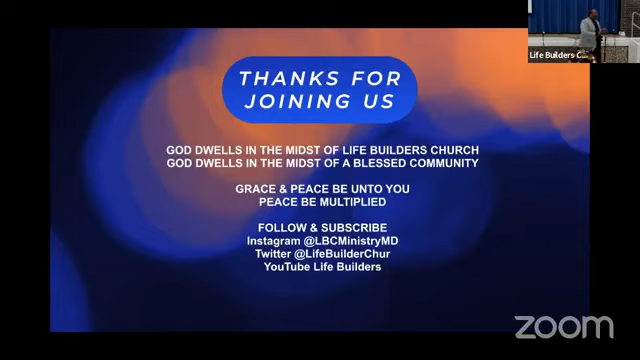 Life Builders C
THANKS FOR
JOINING US
GOD DWELLS IN THE MIDST OF LIFE BUILDERS CHURCH
GOD DWELLS IN THE MIDST OF A BLESSED COMMUNITY
GRACE & PEACE BE UNTO YOU
PEACE BE MULTIPLIED
FOLLOW & SUBSCRIBE
Instagram @LBCMinistryMD
Twitter @LifeBuilderChur
YouTube Life Builders
zoom